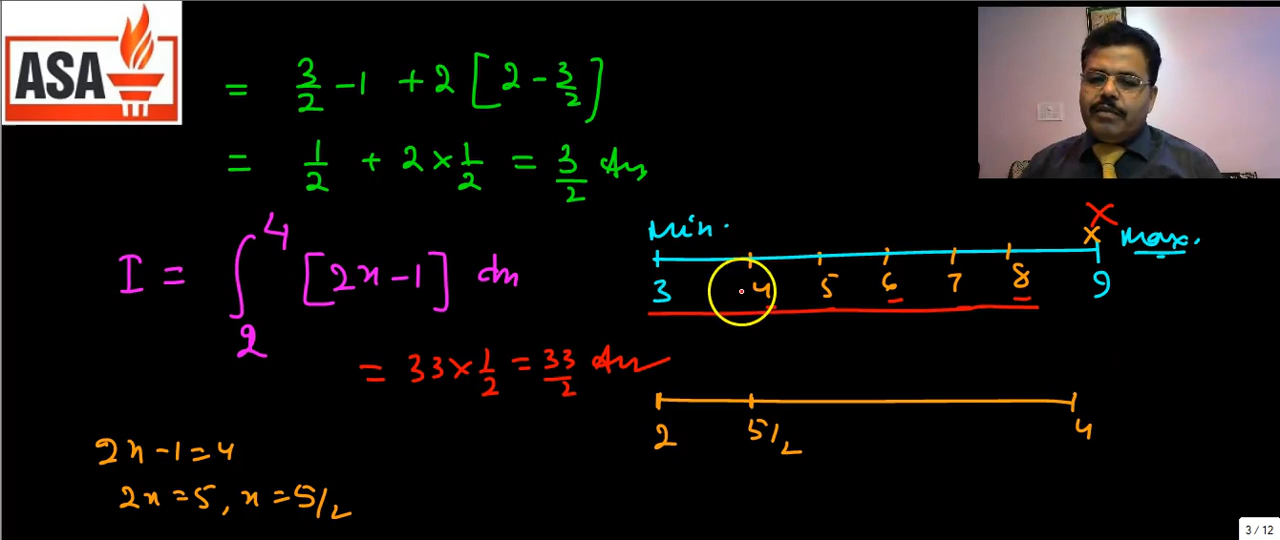 ASA
= 3/2 - 1 + 2 [2 - 3/2]
= 1/2 + 2 × 1/2 = 3/2 Ans
I = ∫₂⁴ [2x-1] dx
= 33 × 1/2 = 33/2 Ans
2x-1=4
2x=5, x=5/2
Min. x x Max.
3 4 5 6 7 8 9
2 5/2 4
3 / 12